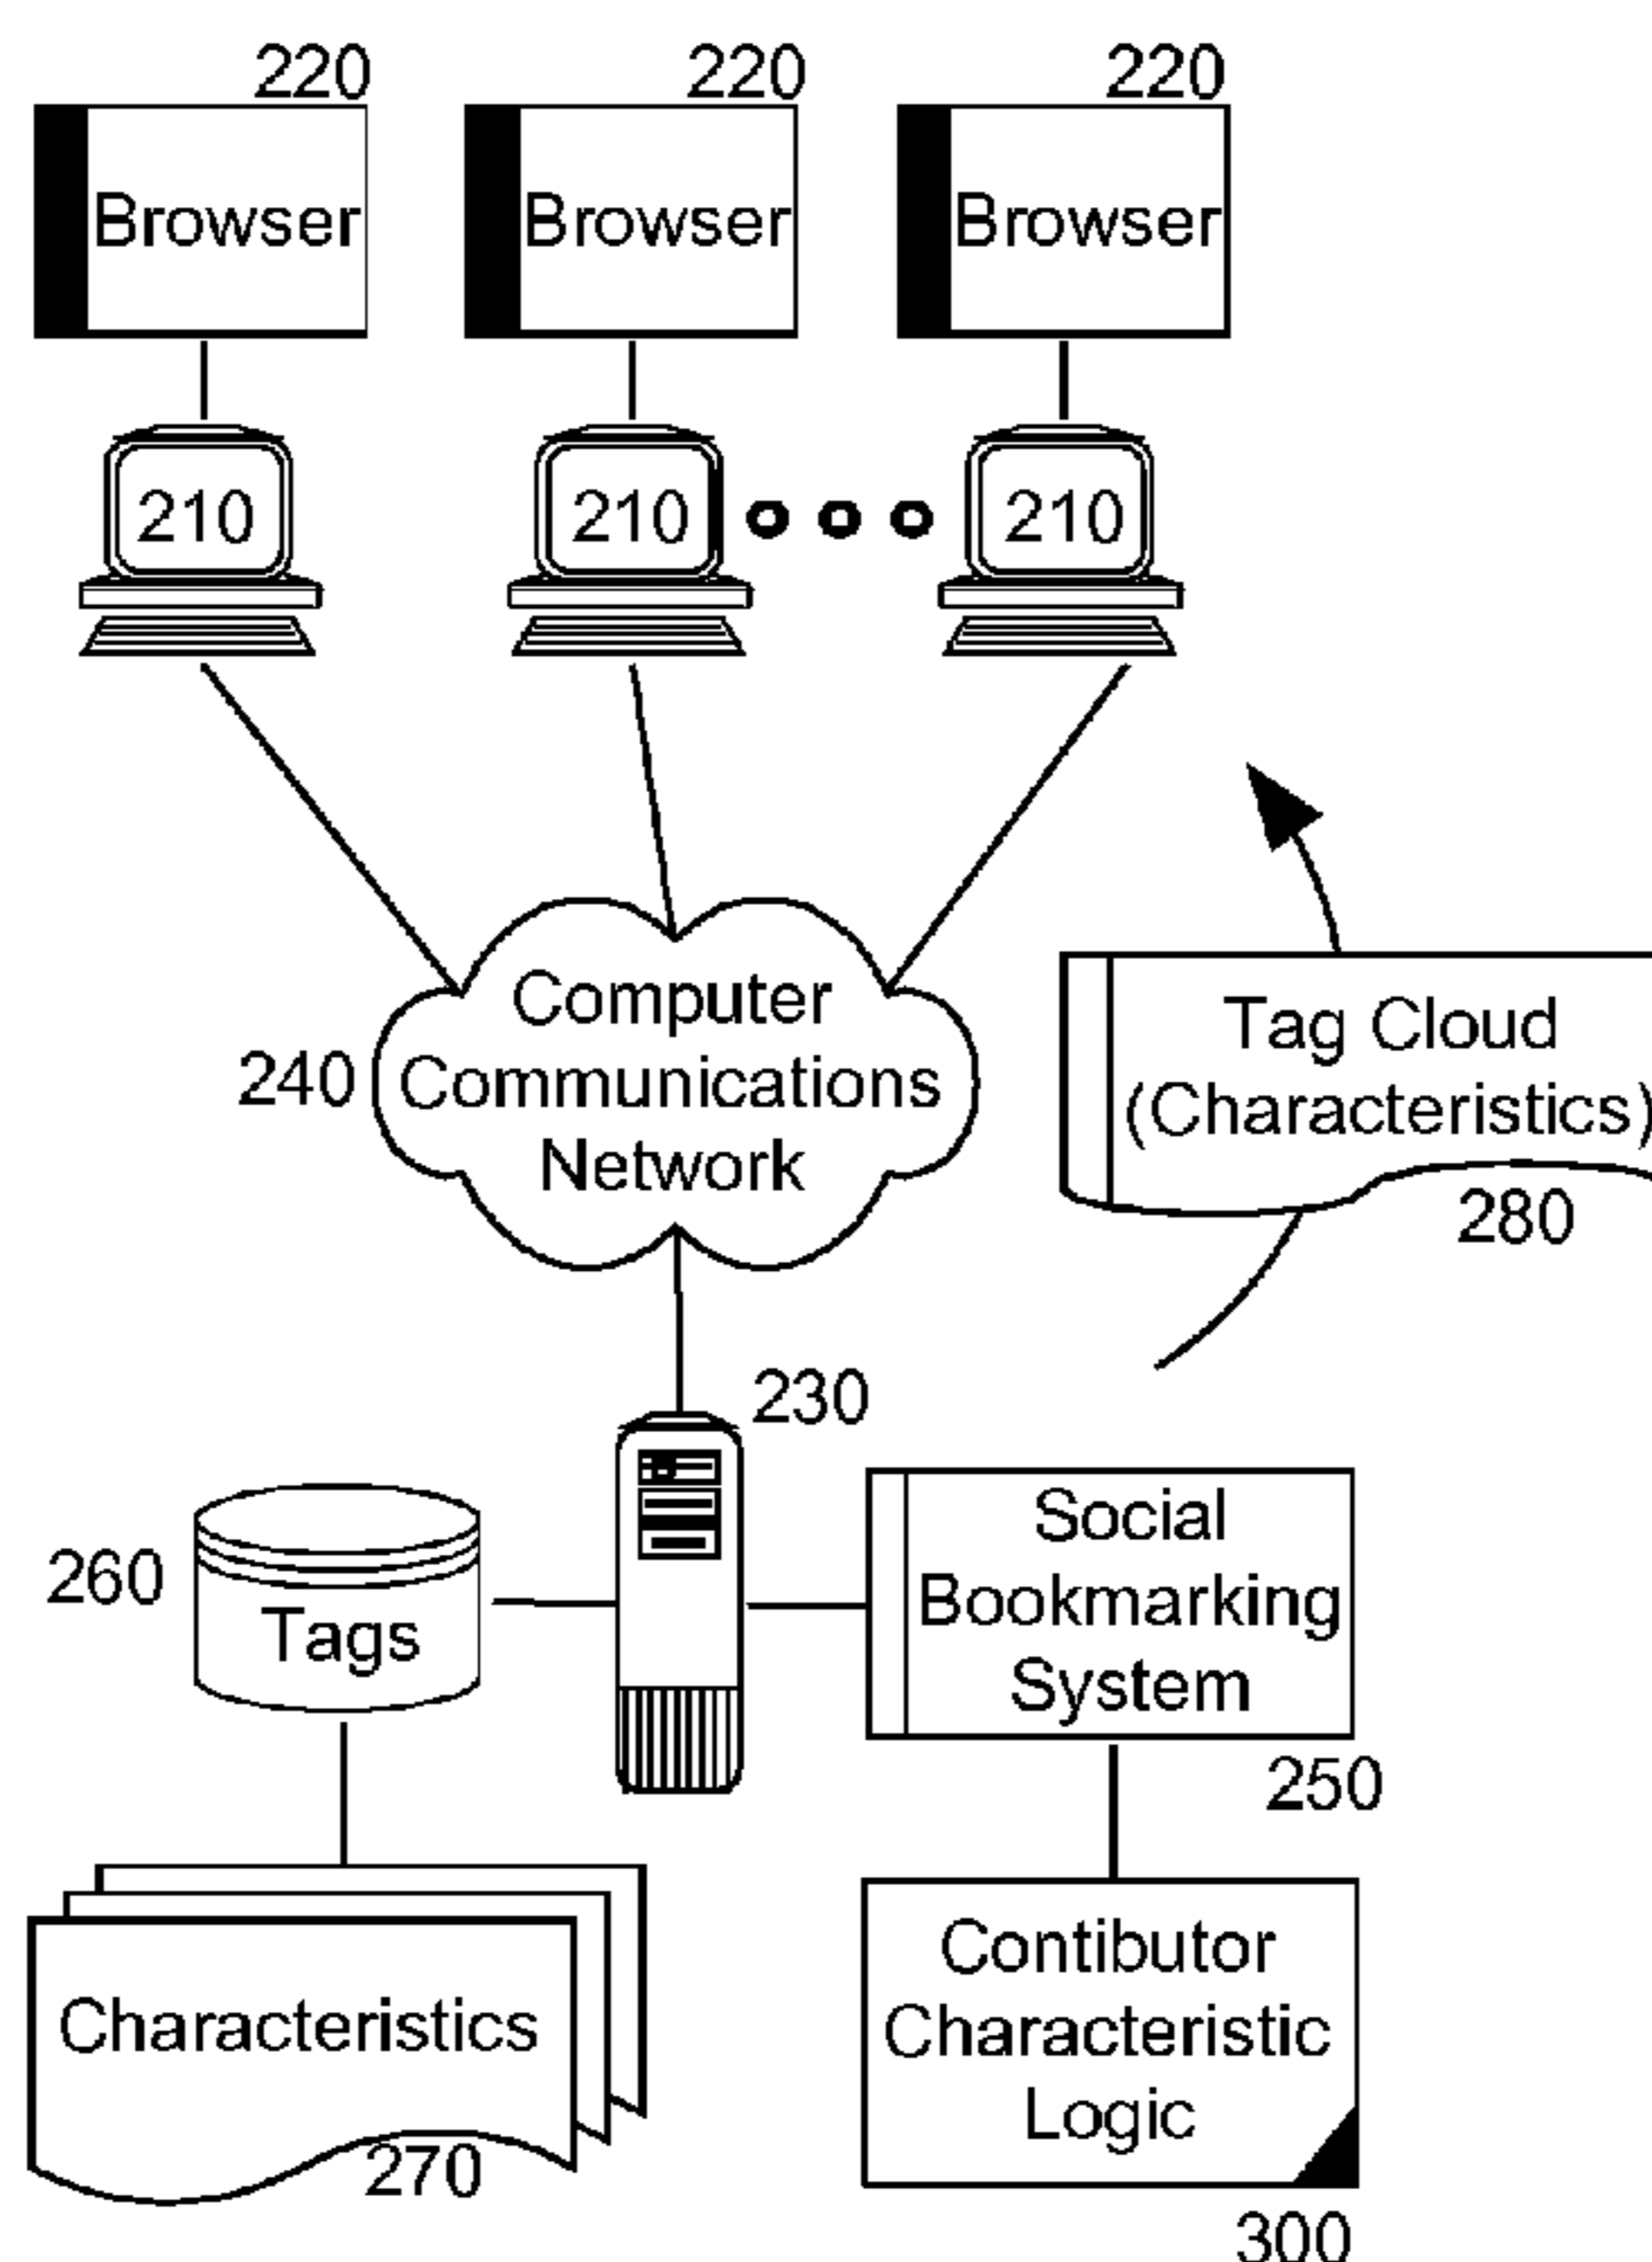 220 220 220
Browser Browser Browser
210 210 210
Computer
Communications
Network
240
Tag Cloud
(Characteristics)
280
230
260
Tags
Social
Bookmarking
System
250
Characteristics
270
Contibutor
Characteristic
Logic
300